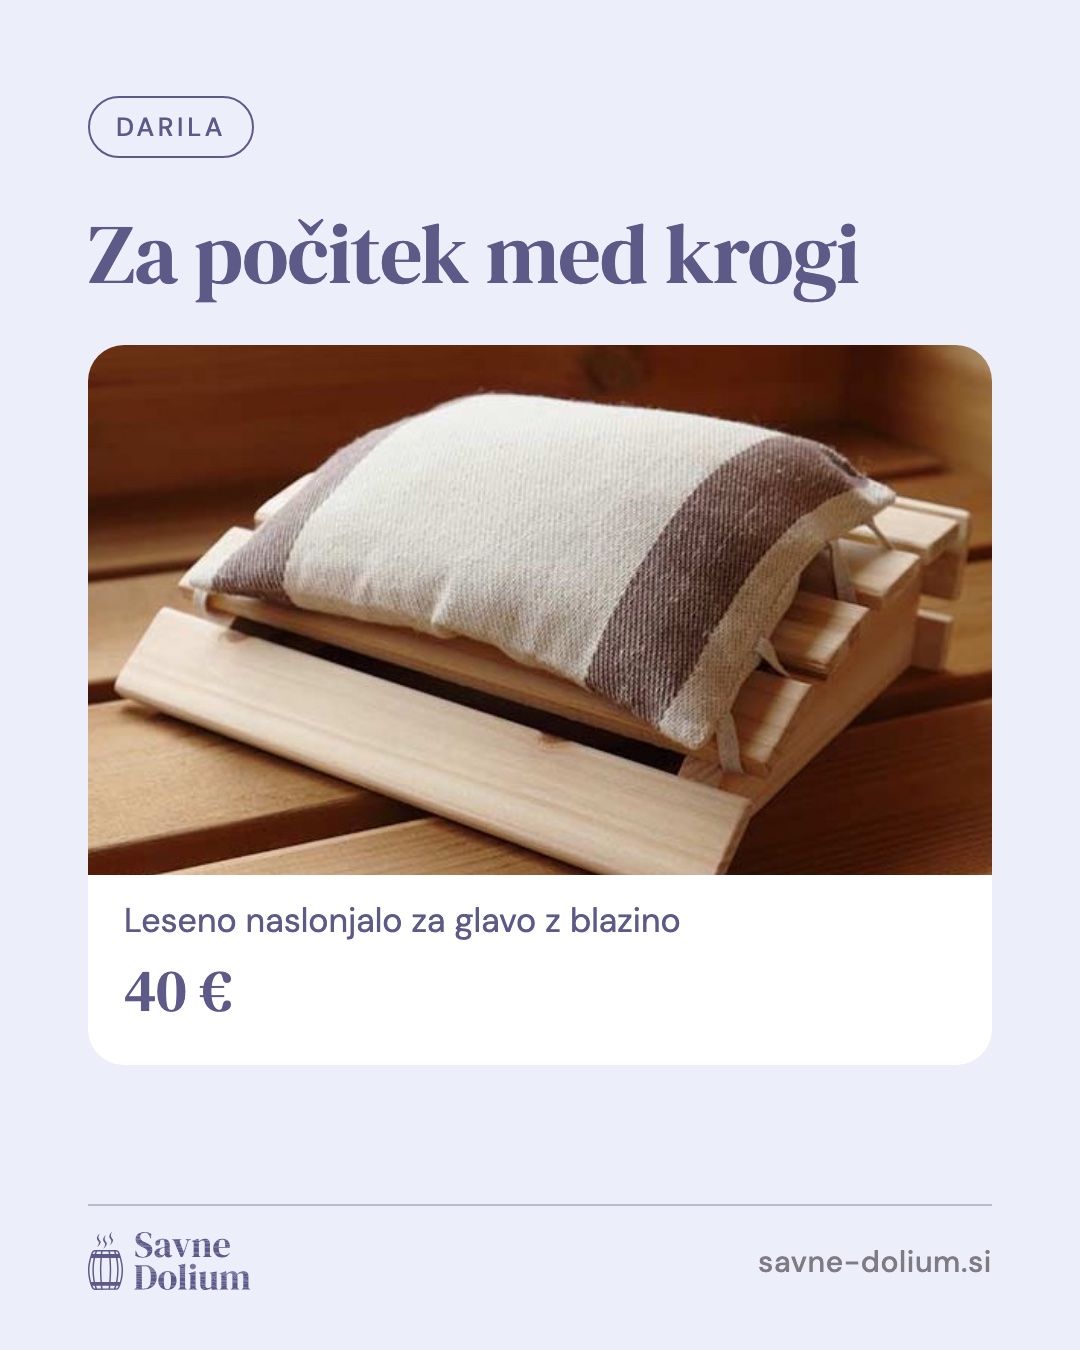 DARILA
Za počitek med krogi
Leseno naslonjalo za glavo z blazino
40 €
Savne
Dolium
savne-dolium.si